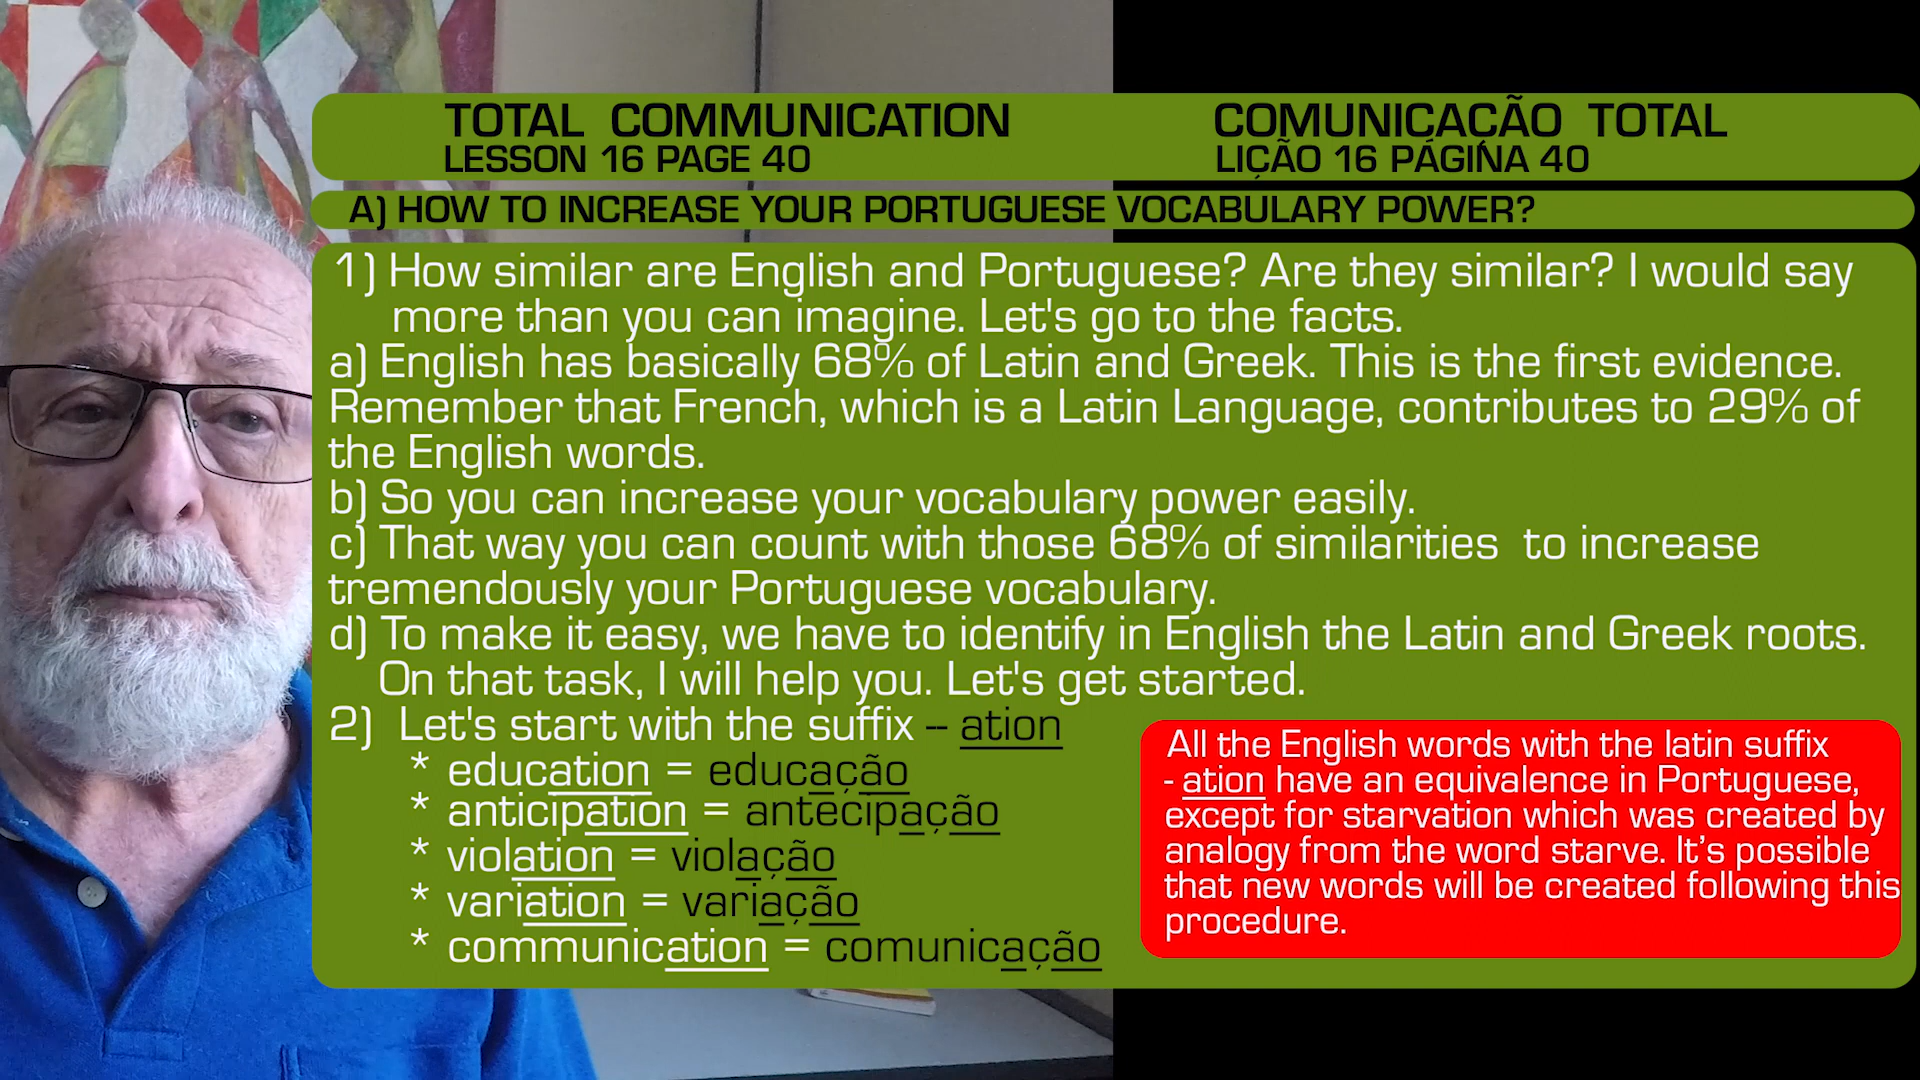 TOTAL COMMUNICATION
LESSON 16 PAGE 40
COMUNICAÇÃO TOTAL
LIÇÃO 16 PÁGINA 40
A) HOW TO INCREASE YOUR PORTUGUESE VOCABULARY POWER?
1) How similar are English and Portuguese? Are they similar? I would say
more than you can imagine. Let's go to the facts.
a) English has basically 68% of Latin and Greek. This is the first evidence.
Remember that French, which is a Latin Language, contributes to 29% of
the English words.
b) So you can increase your vocabulary power easily.
c) That way you can count with those 68% of similarities to increase
tremendously your Portuguese vocabulary.
d) To make it easy, we have to identify in English the Latin and Greek roots.
On that task, I will help you. Let's get started.
2) Let's start with the suffix -- ation
* education = educação
* anticipation = antecipação
* violation = violação
* variation = variação
* communication = comunicação
All the English words with the latin suffix
- ation have an equivalence in Portuguese,
except for starvation which was created by
analogy from the word starve. It’s possible
that new words will be created following this
procedure.